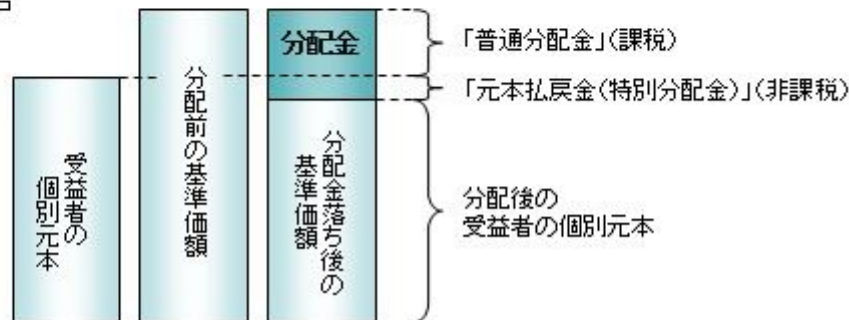 受益者の
個別元本
分配前の基準価額
分配金
分配金落ち後の
基準価額
「普通分配金」(課税)
「元本払戻金(特別分配金)」(非課税)
分配後の
受益者の個別元本